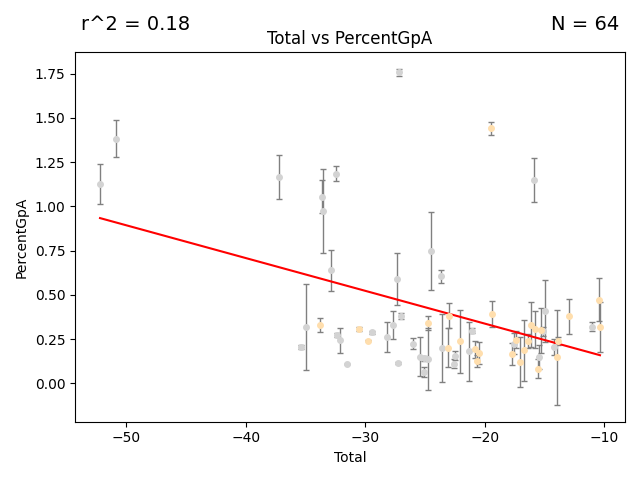 r^2 = 0.18
N = 64
Total vs PercentGpA
1.75
1.50
1.25
1.00
0.75
0.50
0.25
0.00
PercentGpA
−50
−40
−30
−20
−10
Total